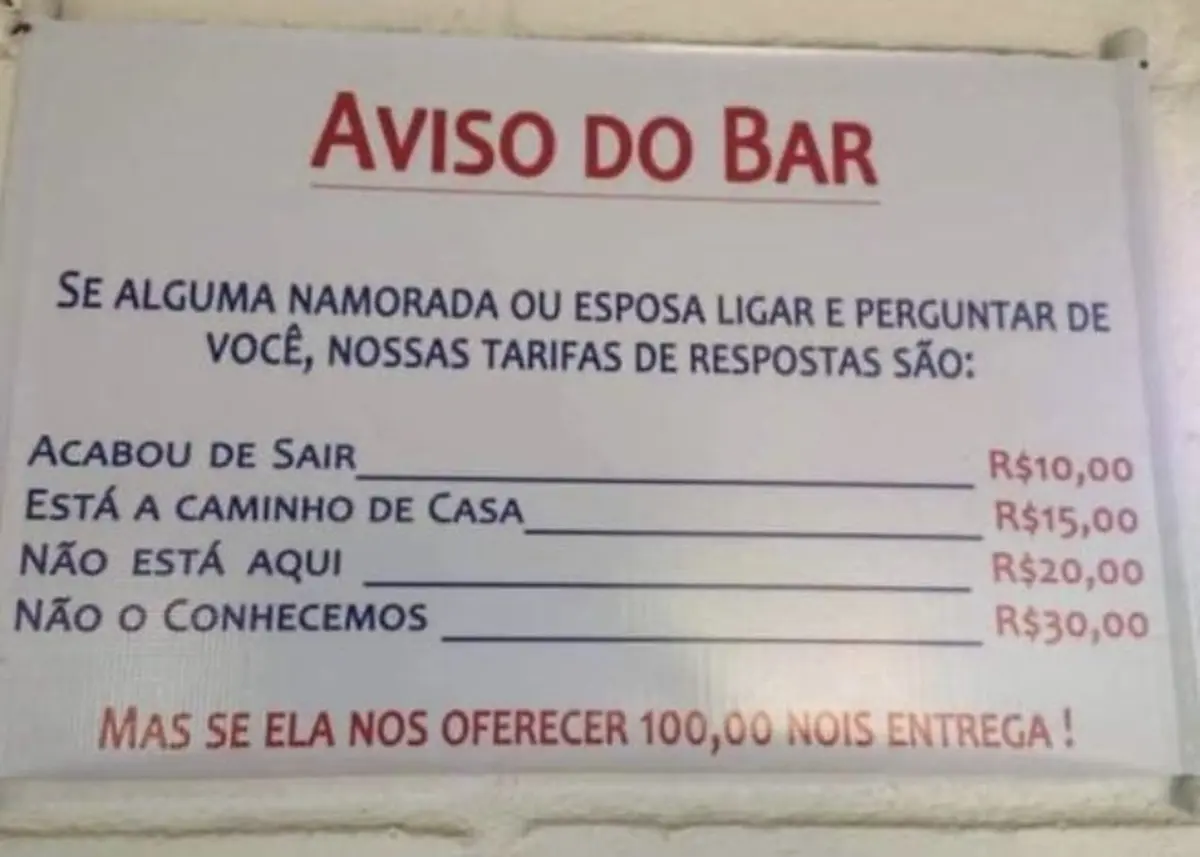 AVISO DO BAR
SE ALGUMA NAMORADA OU ESPOSA LIGAR E PERGUNTAR DE
VOCÊ, NOSSAS TARIFAS DE RESPOSTAS SÃO:
ACABOU DE SAIR R$10,00
ESTÁ A CAMINHO DE CASA R$15,00
NÃO ESTÁ AQUI R$20,00
NÃO O CONHECEMOS R$30,00
MAS SE ELA NOS OFERECER 100,00 NOIS ENTREGA !